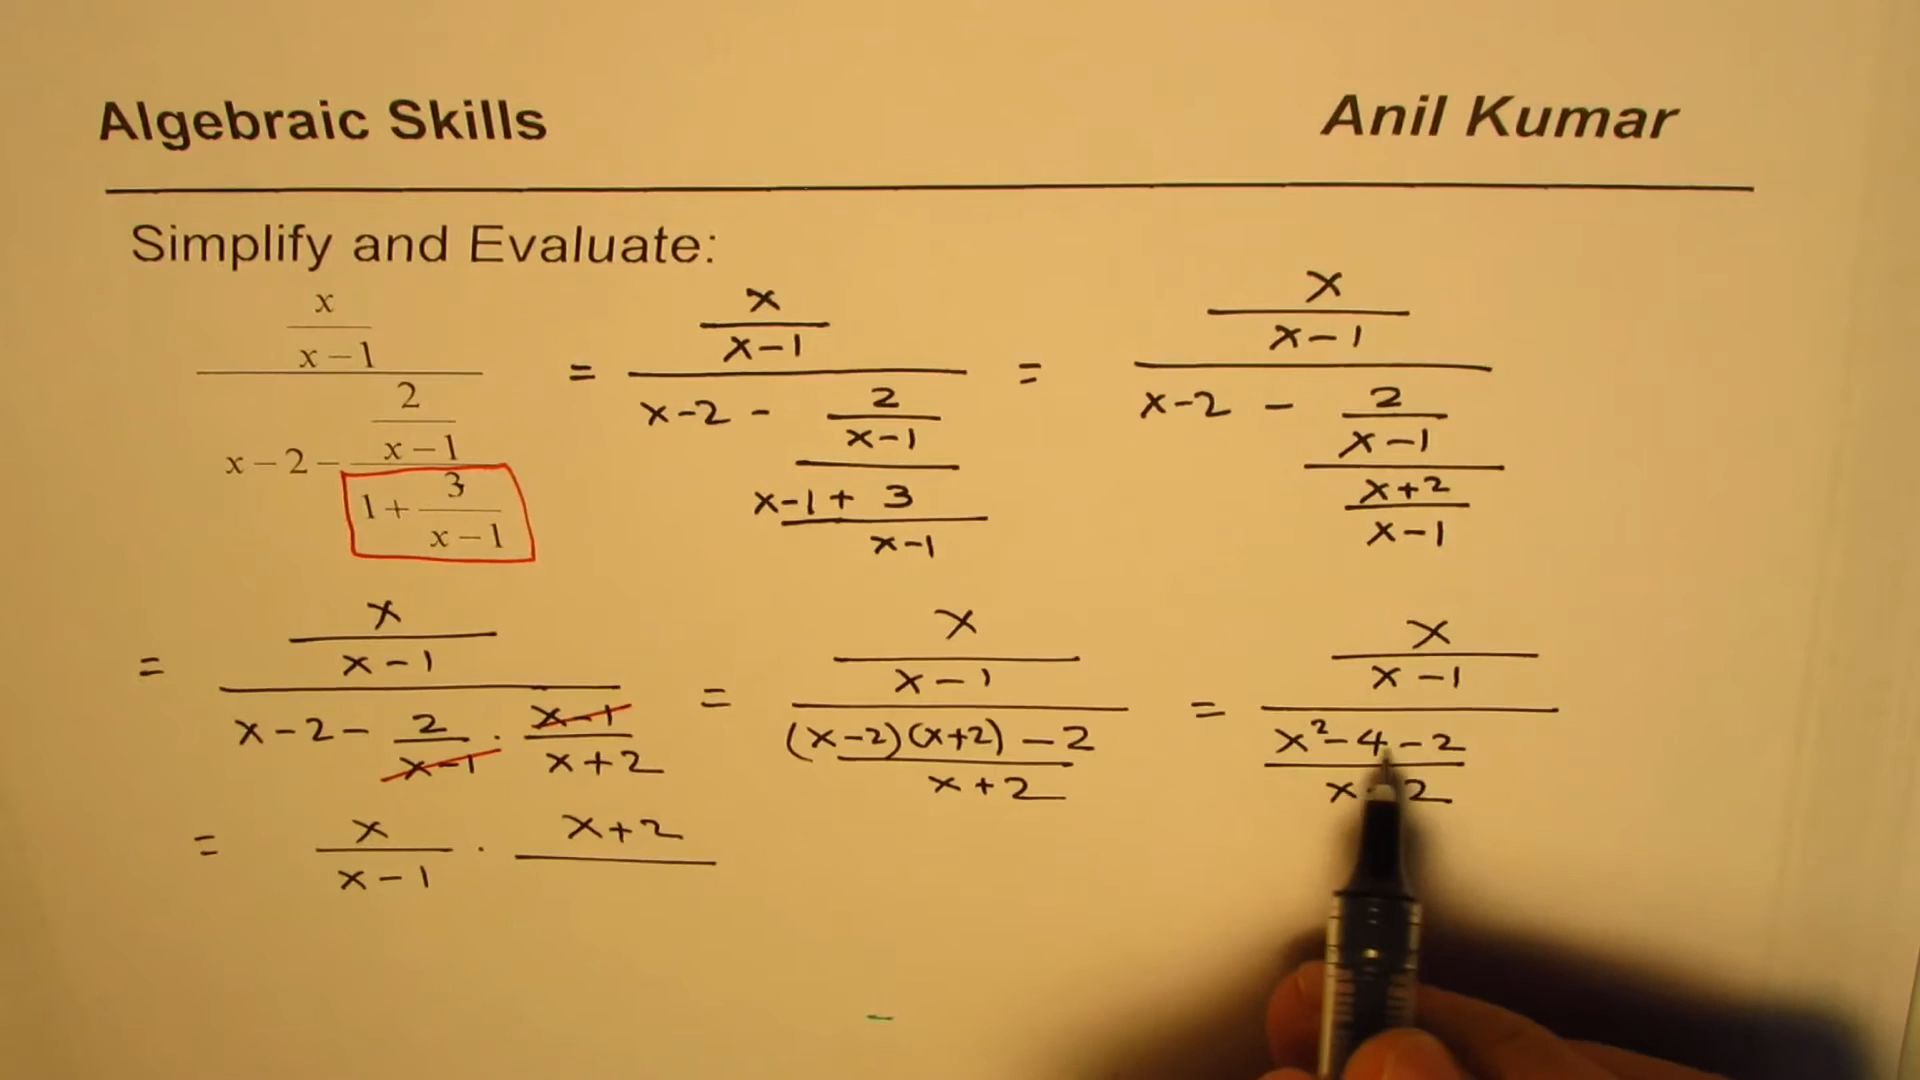 Algebraic Skills
Anil Kumar
Simplify and Evaluate:
x
x − 1
2
x − 1
x − 2 −
3
1 +
x − 1
=
x
x-1
x-2 -
2
x-1
x-1 + 3
x-1
=
x
x-1
x-2 -
2
x-1
x+2
x-1
=
x
x-1
x-2- 2 · x-1
x-1 x+2
=
x
x-1
(x-2)(x+2) -2
x+2
=
x
x-1
x²-4-2
x 2
=
x · x+2
x-1